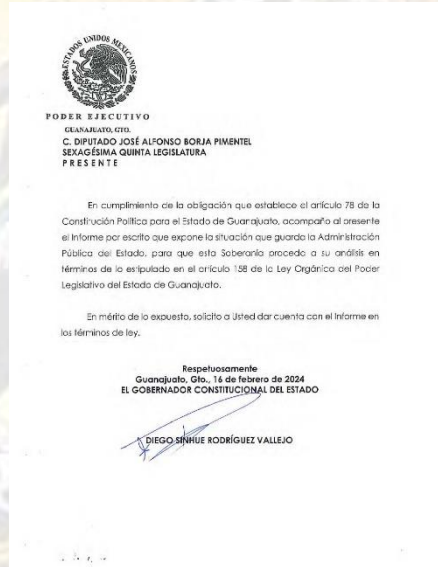 ESTADOS UNIDOS MEXICANOS
PODER EJECUTIVO
GUANAJUATO, GTO.
C. DIPUTADO JOSÉ ALFONSO BORJA PIMENTEL
SEXAGÉSIMA QUINTA LEGISLATURA
P R E S E N T E
En cumplimiento de la obligación que establece el artículo 78 de la
Constitución Política para el Estado de Guanajuato, acompaño al presente
el Informe por escrito que expone la situación que guarda la Administración
Pública del Estado, para que esta Soberanía proceda a su análisis en
términos de lo estipulado en el artículo 158 de la Ley Orgánica del Poder
Legislativo del Estado de Guanajuato.
En mérito de lo expuesto, solicito a Usted dar cuenta con el Informe en
los términos de ley.
Respetuosamente
Guanajuato, Gto., 16 de febrero de 2024
EL GOBERNADOR CONSTITUCIONAL DEL ESTADO
DIEGO SINHUE RODRÍGUEZ VALLEJO